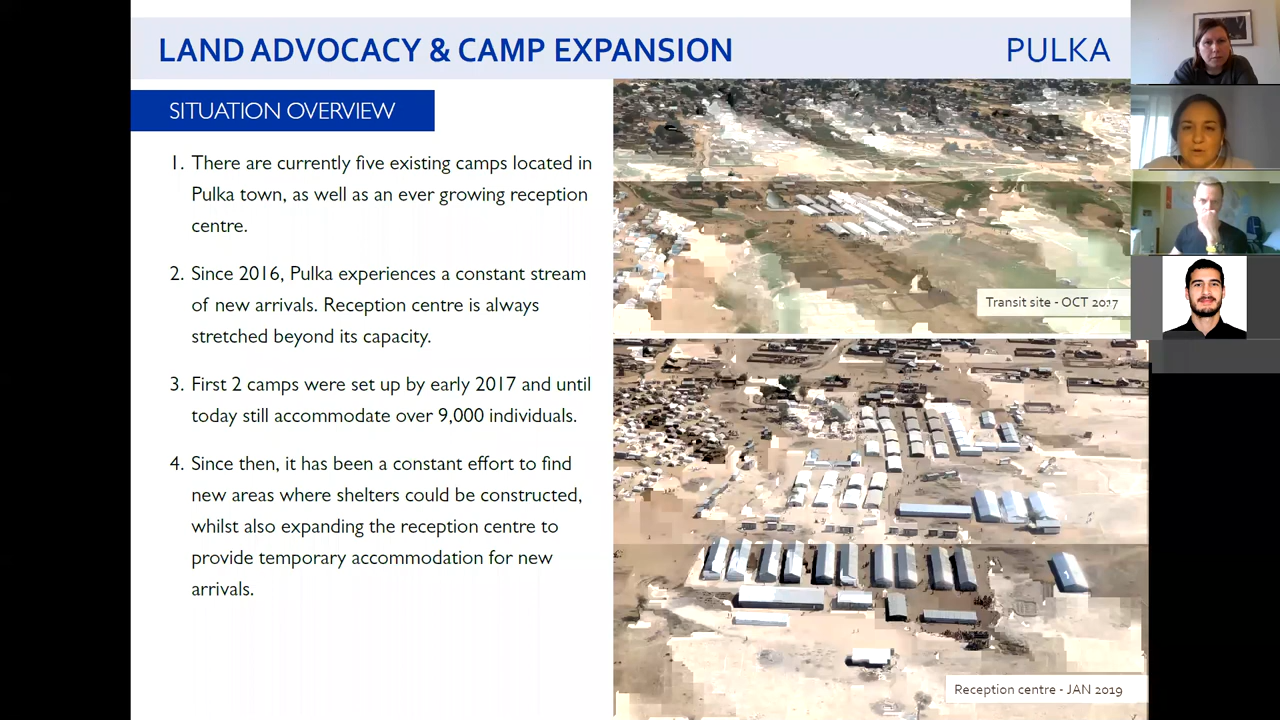 LAND ADVOCACY & CAMP EXPANSION
PULKA
SITUATION OVERVIEW
1. There are currently five existing camps located in
Pulka town, as well as an ever growing reception
centre.
2. Since 2016, Pulka experiences a constant stream
of new arrivals. Reception centre is always
stretched beyond its capacity.
3. First 2 camps were set up by early 2017 and until
today still accommodate over 9,000 individuals.
4. Since then, it has been a constant effort to find
new areas where shelters could be constructed,
whilst also expanding the reception centre to
provide temporary accommodation for new
arrivals.
Transit site - OCT 2017
Reception centre - JAN 2019